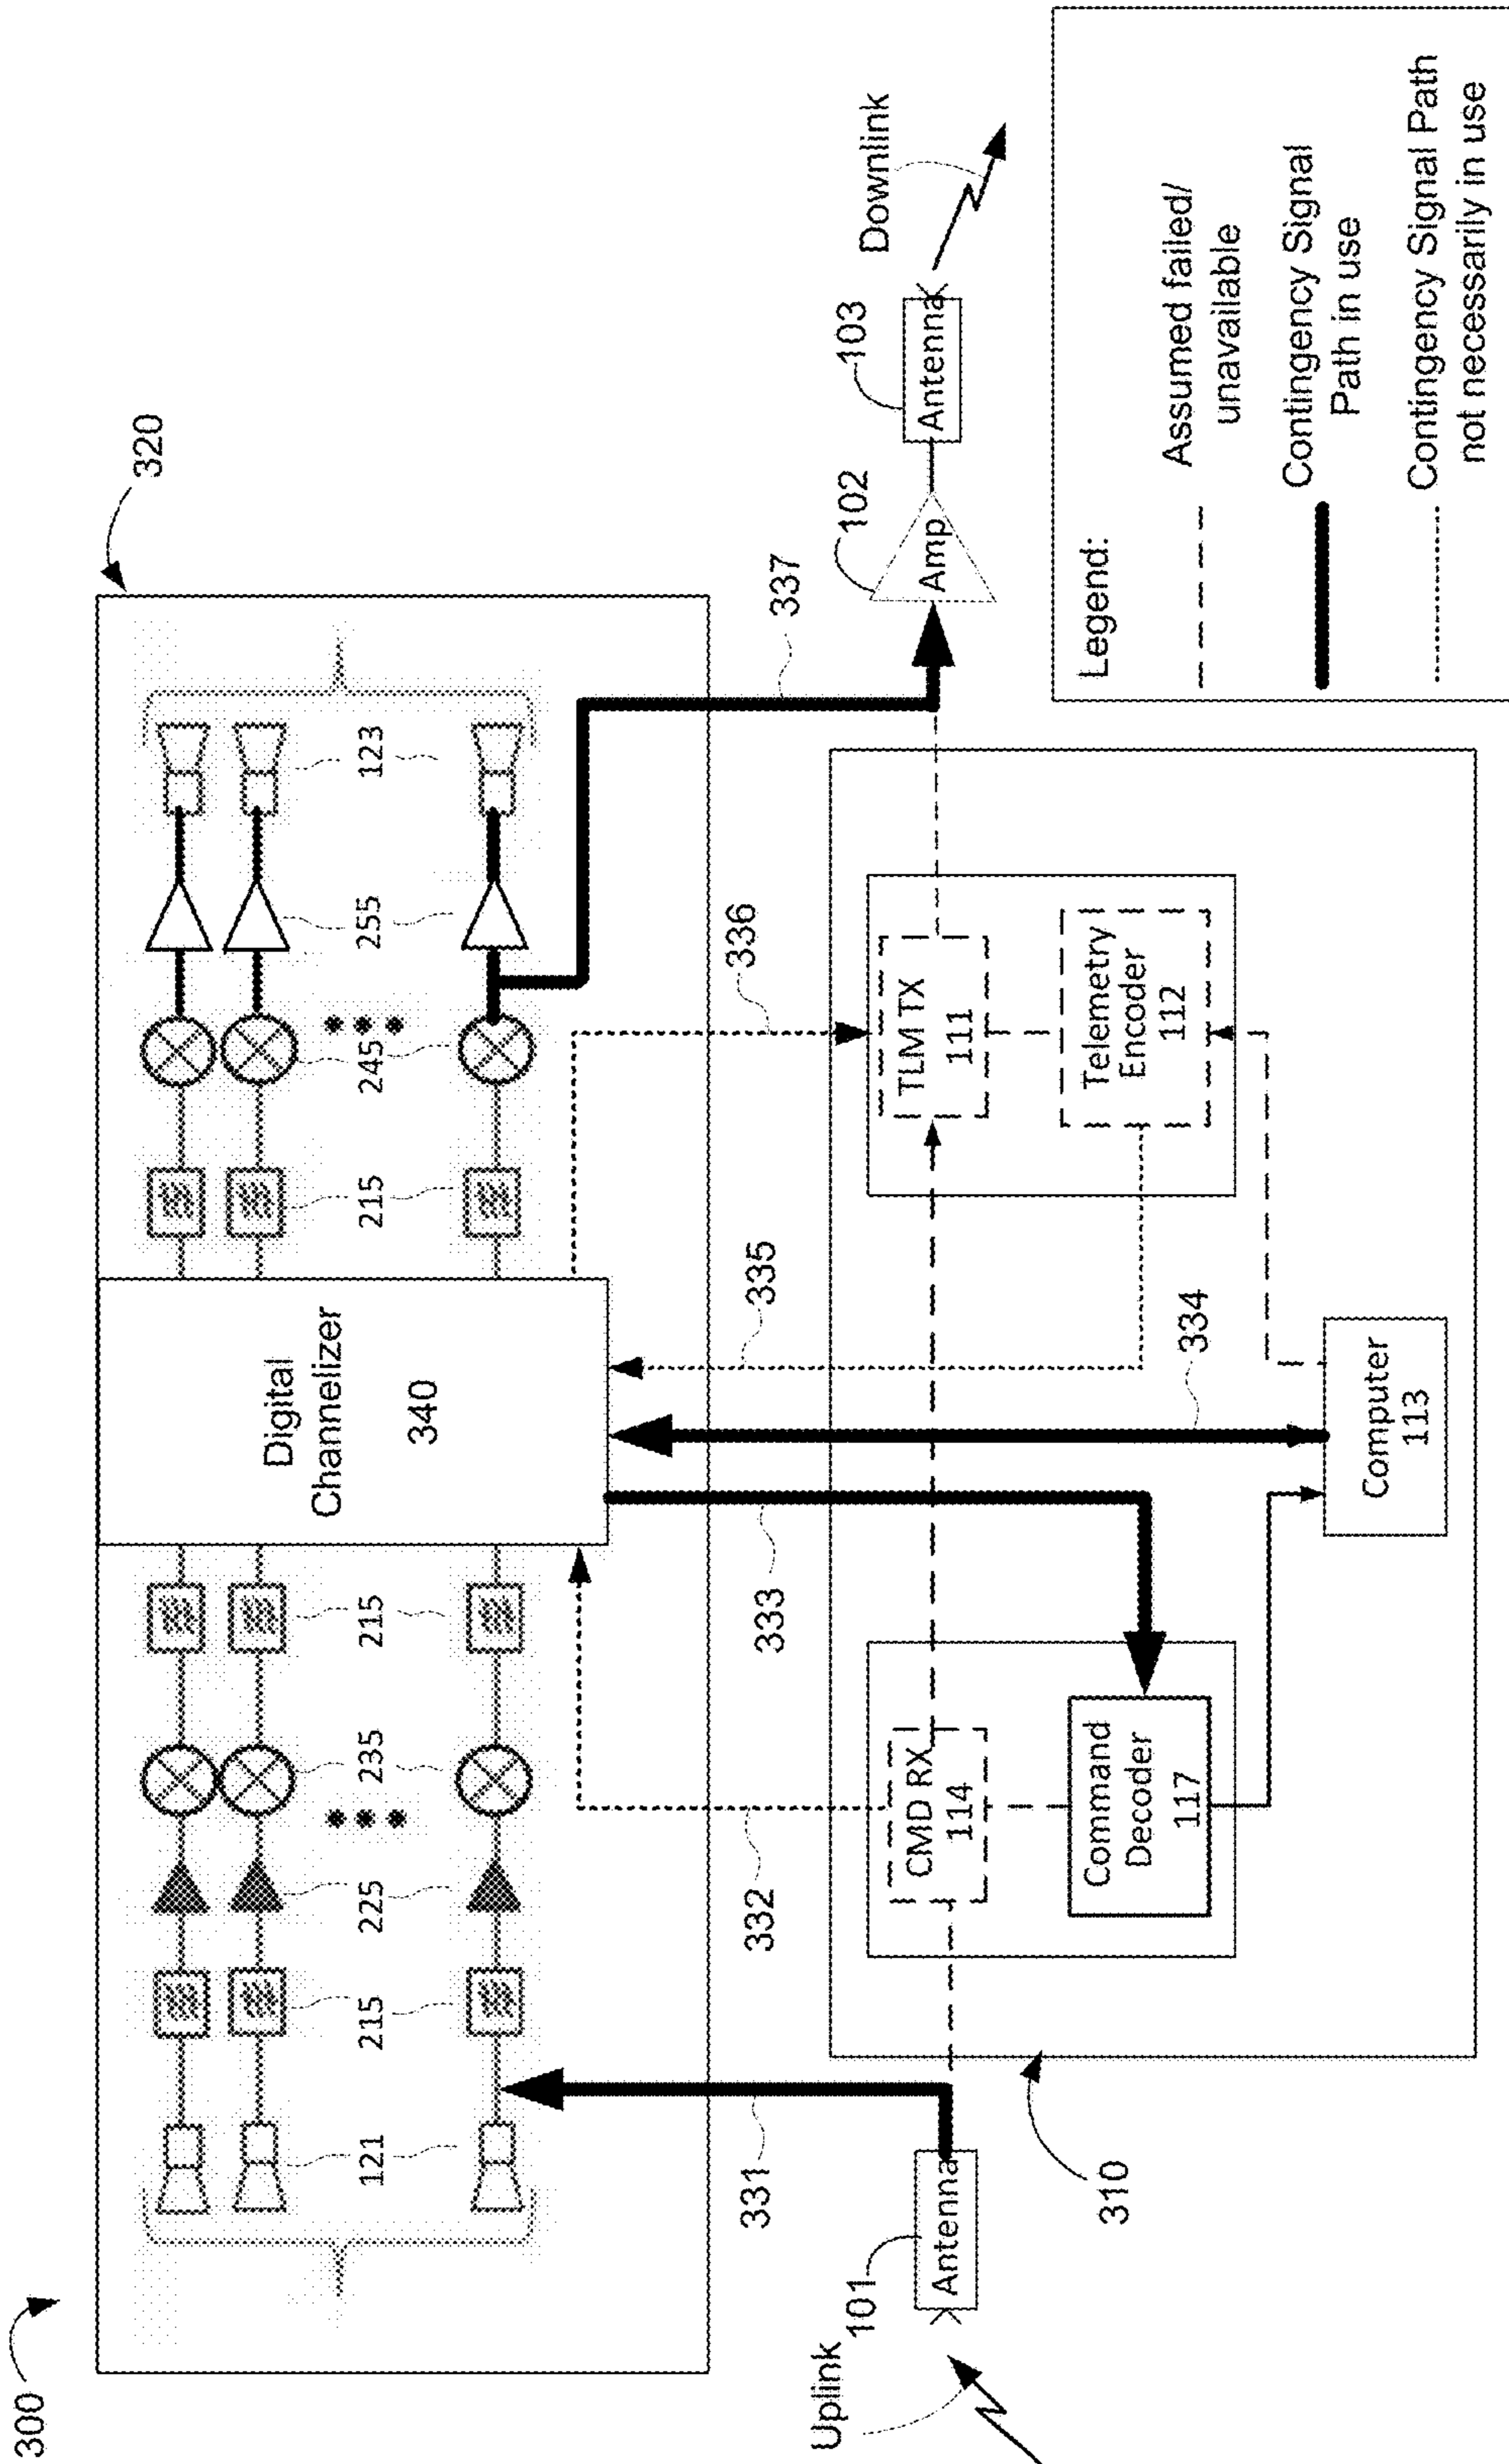 300
320
Digital
Channelizer
340
121
215
225
235
215
215
245
255
123
331
332
333
334
335
336
337
Uplink
101
Antenna
CMD RX
114
Command
Decoder
117
TLM TX
111
Telemetry
Encoder
112
Computer
113
310
102
Amp
103
Antenna
Downlink
Legend:
Assumed failed/
unavailable
Contingency Signal
Path in use
Contingency Signal Path
not necessarily in use